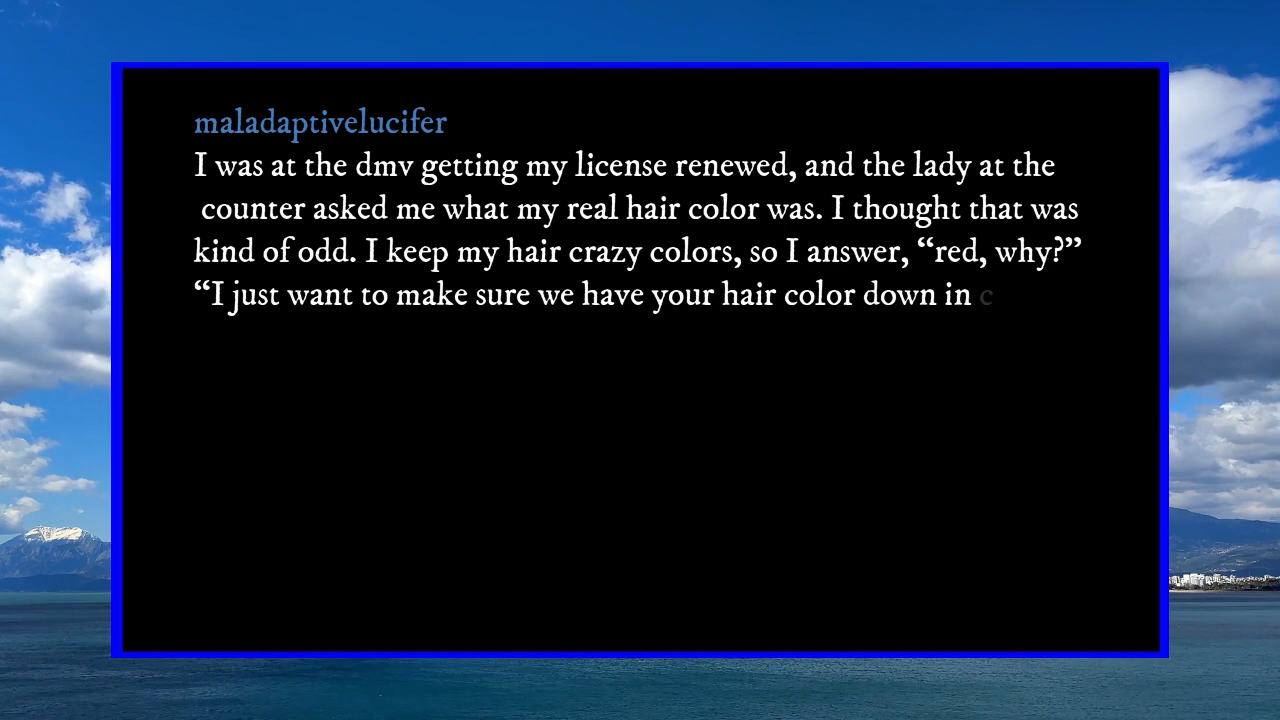 maladaptivelucifer
I was at the dmv getting my license renewed, and the lady at the
counter asked me what my real hair color was. I thought that was
kind of odd. I keep my hair crazy colors, so I answer, “red, why?”
“I just want to make sure we have your hair color down in c